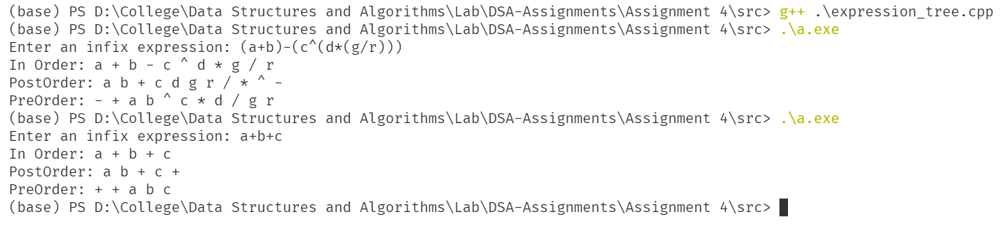 (base) PS D:\College\Data Structures and Algorithms\Lab\DSA-Assignments\Assignment 4\src> g++ .\expression_tree.cpp
(base) PS D:\College\Data Structures and Algorithms\Lab\DSA-Assignments\Assignment 4\src> .\a.exe
Enter an infix expression: (a+b)-(c^(d*(g/r)))
In Order: a + b - c ^ d * g / r
PostOrder: a b + c d g r / * ^ -
PreOrder: - + a b ^ c * d / g r
(base) PS D:\College\Data Structures and Algorithms\Lab\DSA-Assignments\Assignment 4\src> .\a.exe
Enter an infix expression: a+b+c
In Order: a + b + c
PostOrder: a b + c +
PreOrder: + + a b c
(base) PS D:\College\Data Structures and Algorithms\Lab\DSA-Assignments\Assignment 4\src>